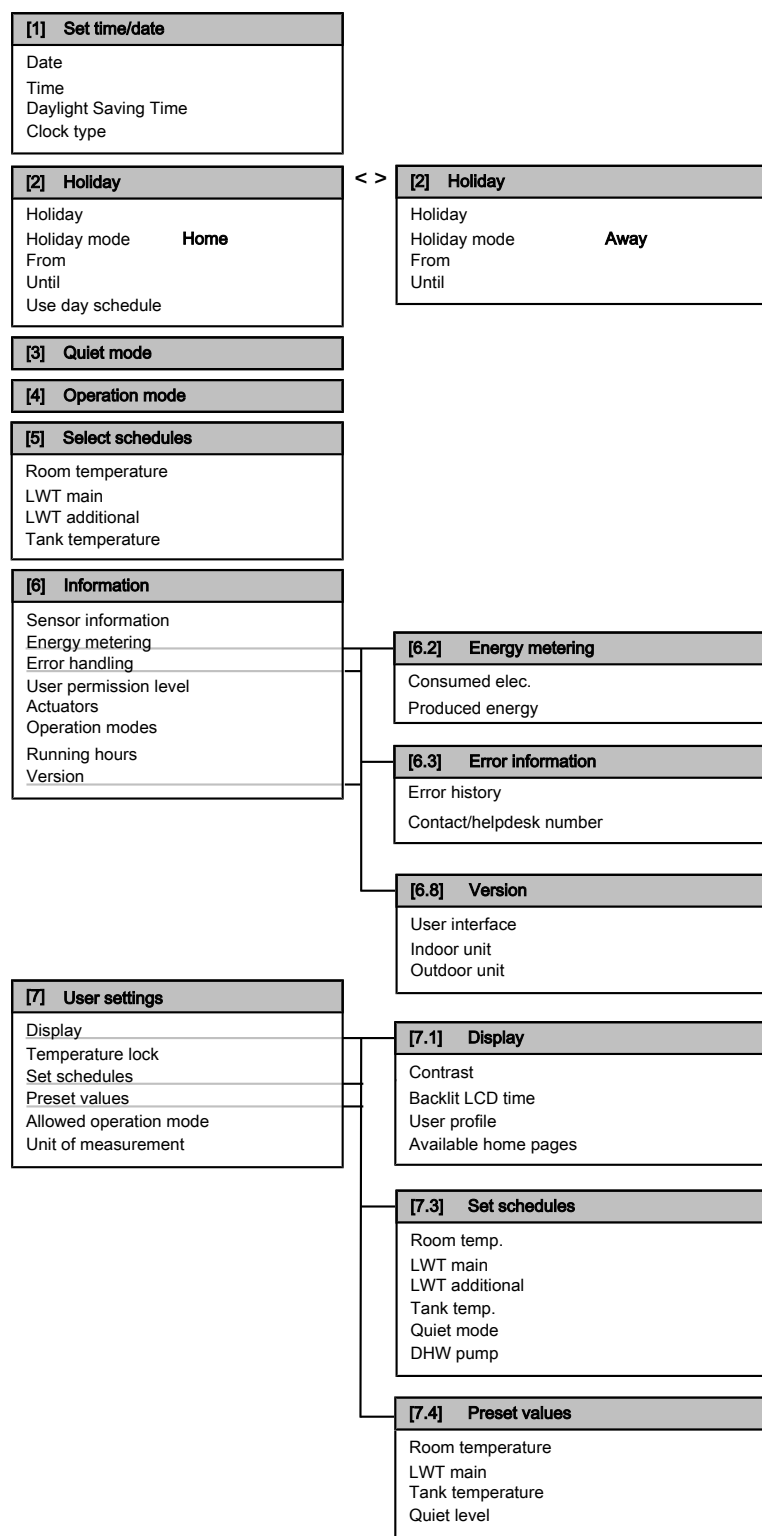 [1] Set time/date
Date
Time
Daylight Saving Time
Clock type
[2] Holiday
Holiday
Holiday mode Home
From
Until
Use day schedule
< >
[2] Holiday
Holiday
Holiday mode Away
From
Until
[3] Quiet mode
[4] Operation mode
[5] Select schedules
Room temperature
LWT main
LWT additional
Tank temperature
[6] Information
Sensor information
Energy metering
Error handling
User permission level
Actuators
Operation modes
Running hours
Version
[6.2] Energy metering
Consumed elec.
Produced energy
[6.3] Error information
Error history
Contact/helpdesk number
[6.8] Version
User interface
Indoor unit
Outdoor unit
[7] User settings
Display
Temperature lock
Set schedules
Preset values
Allowed operation mode
Unit of measurement
[7.1] Display
Contrast
Backlit LCD time
User profile
Available home pages
[7.3] Set schedules
Room temp.
LWT main
LWT additional
Tank temp.
Quiet mode
DHW pump
[7.4] Preset values
Room temperature
LWT main
Tank temperature
Quiet level